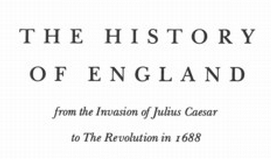 THE HISTORY
OF ENGLAND
from the Invasion of Julius Caesar
to The Revolution in 1688